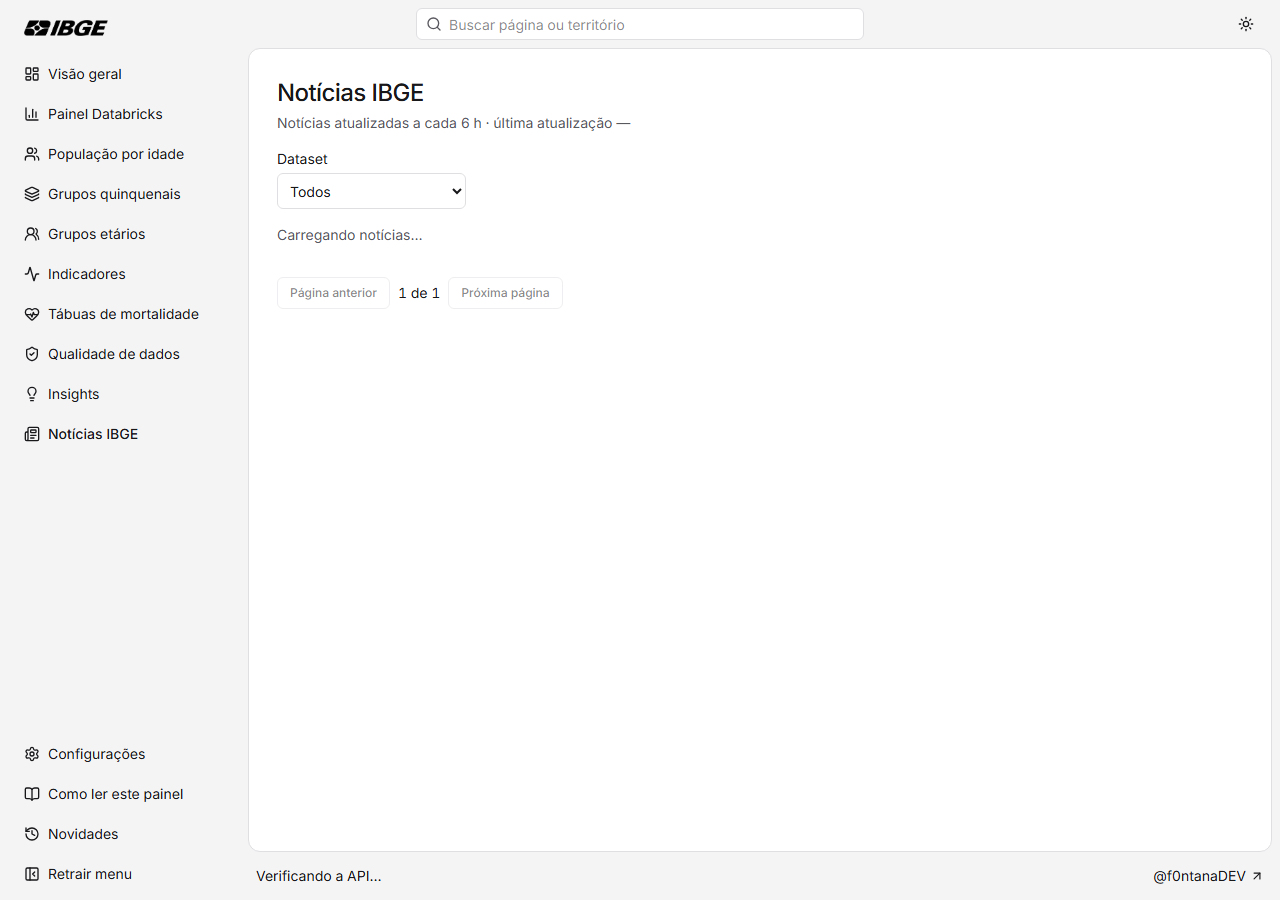 IBGE
Buscar página ou território
Visão geral
Painel Databricks
População por idade
Grupos quinquenais
Grupos etários
Indicadores
Tábuas de mortalidade
Qualidade de dados
Insights
Notícias IBGE
Configurações
Como ler este painel
Novidades
Retrair menu
Notícias IBGE
Notícias atualizadas a cada 6 h · última atualização —
Dataset
Todos
Carregando notícias...
Página anterior 1 de 1 Próxima página
Verificando a API...
@f0ntanaDEV